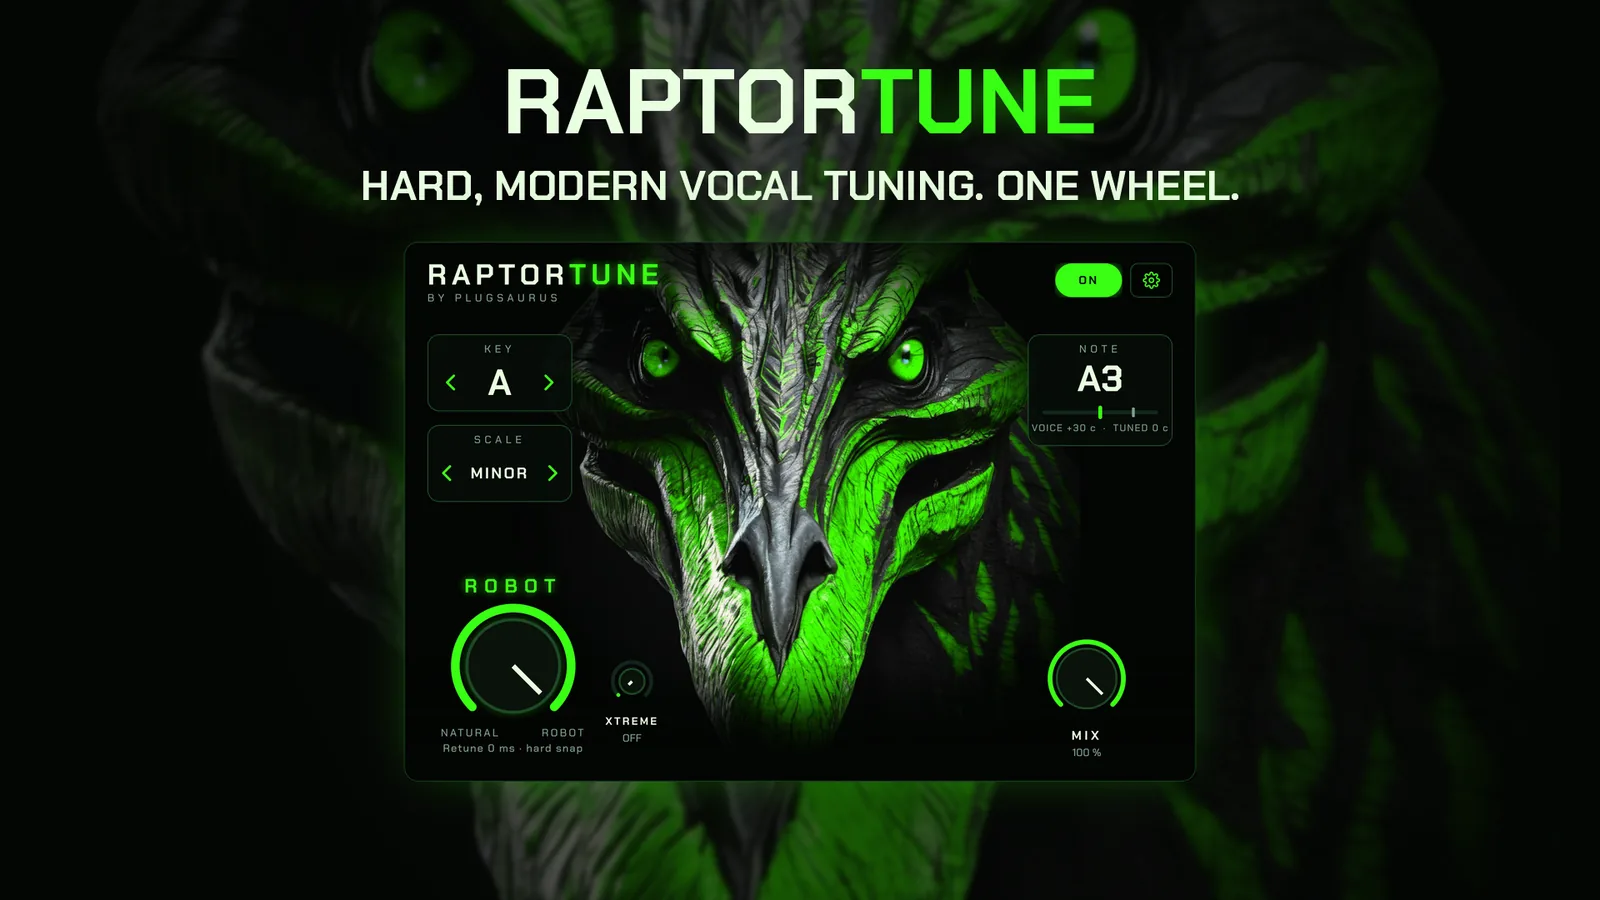 RAPTORTUNE
HARD, MODERN VOCAL TUNING. ONE WHEEL.
RAPTORTUNE
BY PLUGSAURUS
ON
KEY
A
SCALE
MINOR
NOTE
A3
VOICE +30 c · TUNED 0 c
ROBOT
NATURAL ROBOT
Retune 0 ms · hard snap
XTREME
OFF
MIX
100 %